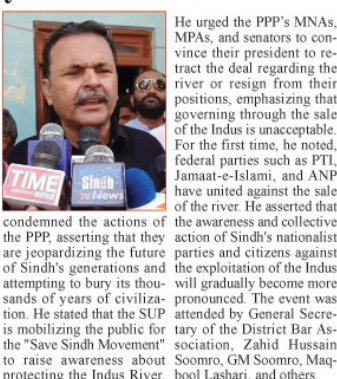 TIME
NEWS
Sindh
TV News
condemned the actions of
the PPP, asserting that they
are jeopardizing the future
of Sindh's generations and
attempting to bury its thou-
sands of years of civiliza-
tion. He stated that the SUP
is mobilizing the public for
the "Save Sindh Movement"
to raise awareness about
protecting the Indus River.
He urged the PPP's MNAs,
MPAs, and senators to con-
vince their president to re-
tract the deal regarding the
river or resign from their
positions, emphasizing that
governing through the sale
of the Indus is unacceptable.
For the first time, he noted,
federal parties such as PTI,
Jamaat-e-Islami, and ANP
have united against the sale
of the river. He asserted that
the awareness and collective
action of Sindh's nationalist
parties and citizens against
the exploitation of the Indus
will gradually become more
pronounced. The event was
attended by General Secre-
tary of the District Bar As-
sociation, Zahid Hussain
Soomro, GM Soomro, Maq-
bool Lashari, and others.